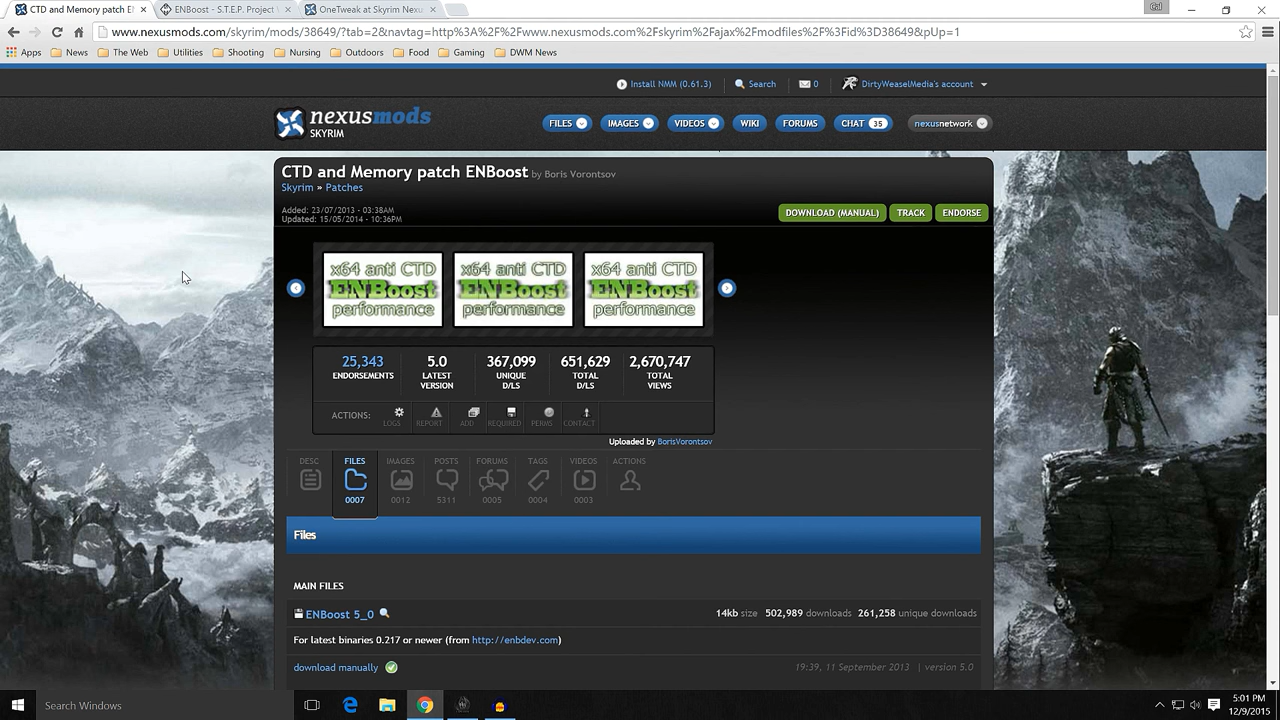 CTD and Memory patch E
ENBoost - S.T.E.P. Project
OneTweak at Skyrim Nexus
www.nexusmods.com/skyrim/mods/38649/?tab=2&navtag=http%3A%2F%2Fwww.nexusmods.com%2Fskyrim%2Fajax%2Fmodfiles%2F%3Fid%3D38649&pUp=1
Apps News The Web Utilities Shooting Nursing Outdoors Food Gaming DWM News
Install NMM (0.61.3) Search 0 DirtyWeaselMedia's account
nexusmods
SKYRIM
FILES IMAGES VIDEOS WIKI FORUMS CHAT 35 nexusnetwork
CTD and Memory patch ENBoost by Boris Vorontsov
Skyrim » Patches
Added: 23/07/2013 - 03:38AM
Updated: 15/05/2014 - 10:36PM
DOWNLOAD (MANUAL) TRACK ENDORSE
x64 anti CTD
ENBoost
performance
x64 anti CTD
ENBoost
performance
x64 anti CTD
ENBoost
performance
25,343 5.0 367,099 651,629 2,670,747
ENDORSEMENTS LATEST VERSION UNIQUE D/LS TOTAL D/LS TOTAL VIEWS
ACTIONS: LOGS REPORT ADD REQUIRED PERMS CONTACT
Uploaded by BorisVorontsov
DESC FILES IMAGES POSTS FORUMS TAGS VIDEOS ACTIONS
0007 0012 5311 0005 0004 0003
Files
MAIN FILES
ENBoost 5_0 14kb size 502,989 downloads 261,258 unique downloads
For latest binaries 0.217 or newer (from http://enbdev.com)
download manually 19:39, 11 September 2013 | version 5.0
Search Windows
5:01 PM
12/9/2015